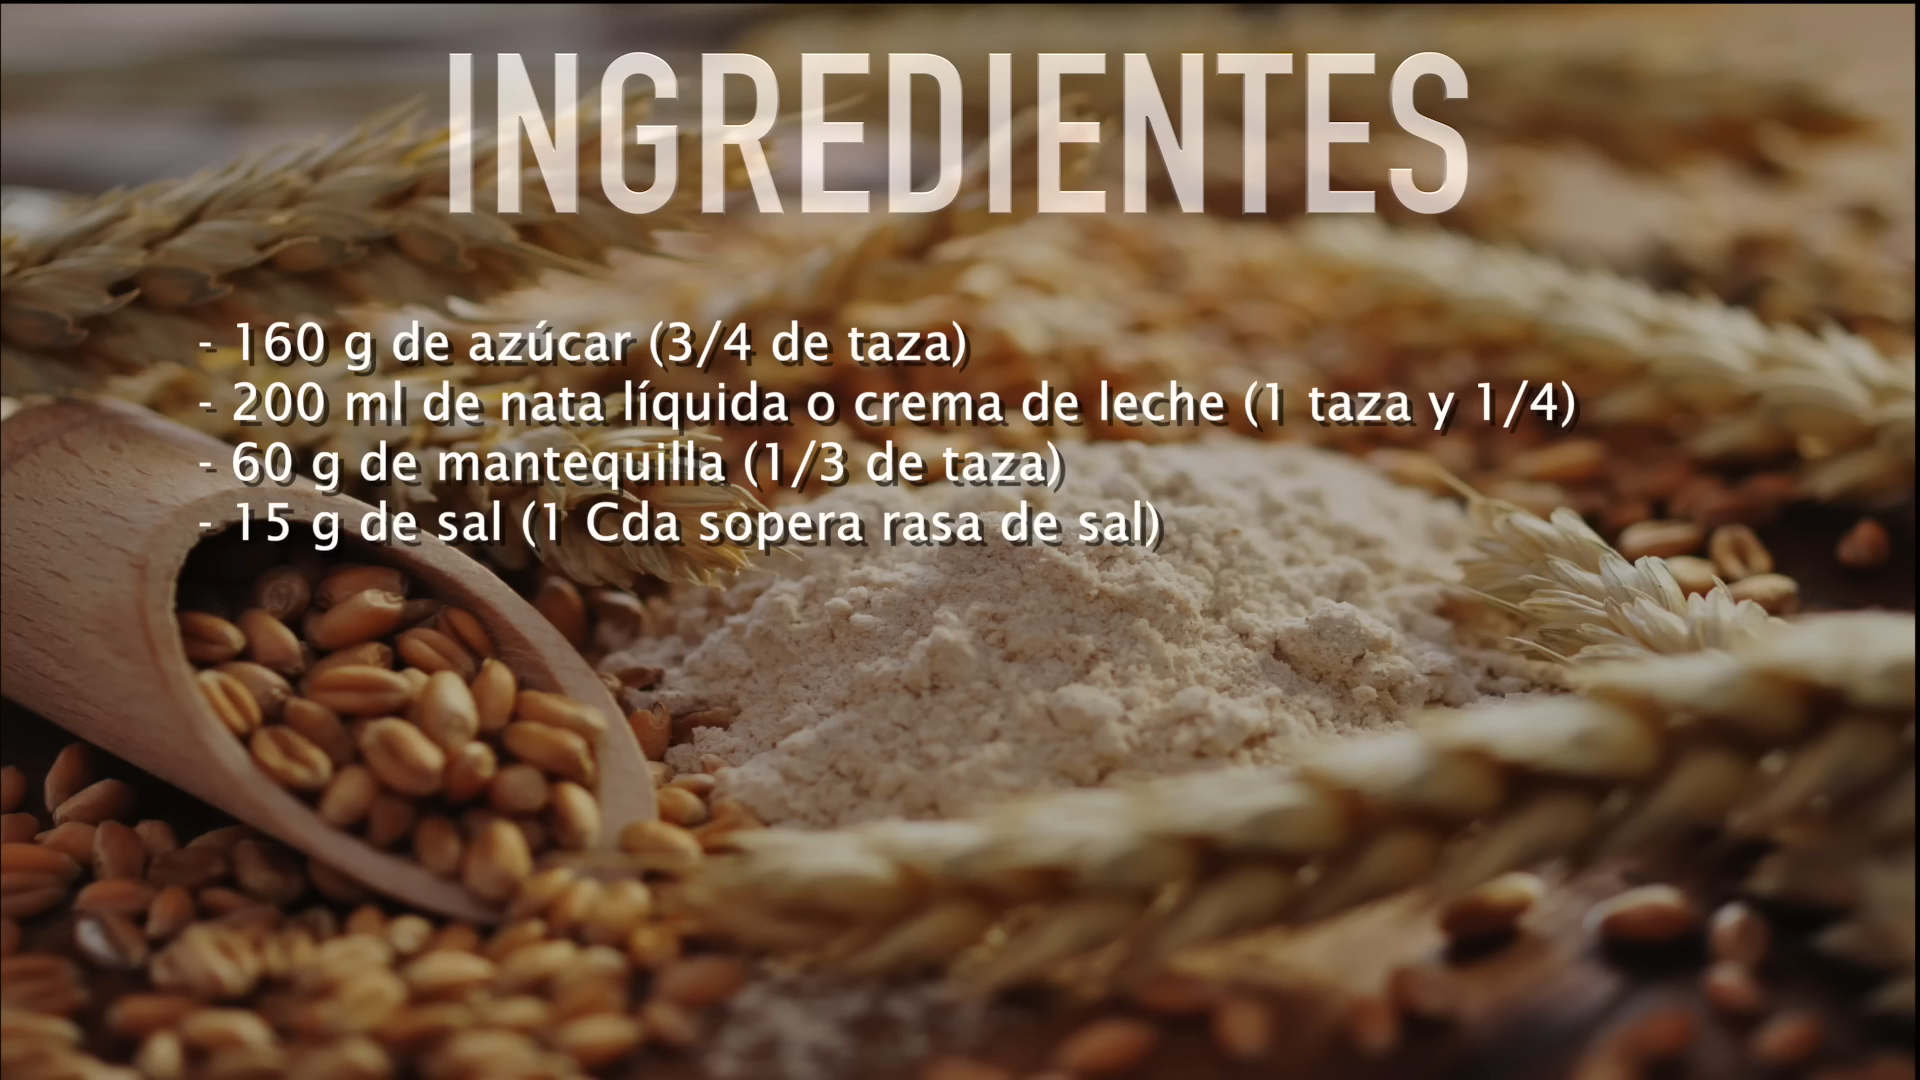 INGREDIENTES
- 160 g de azúcar (3/4 de taza)
- 200 ml de nata líquida o crema de leche (1 taza y 1/4)
- 60 g de mantequilla (1/3 de taza)
- 15 g de sal (1 Cda sopera rasa de sal)